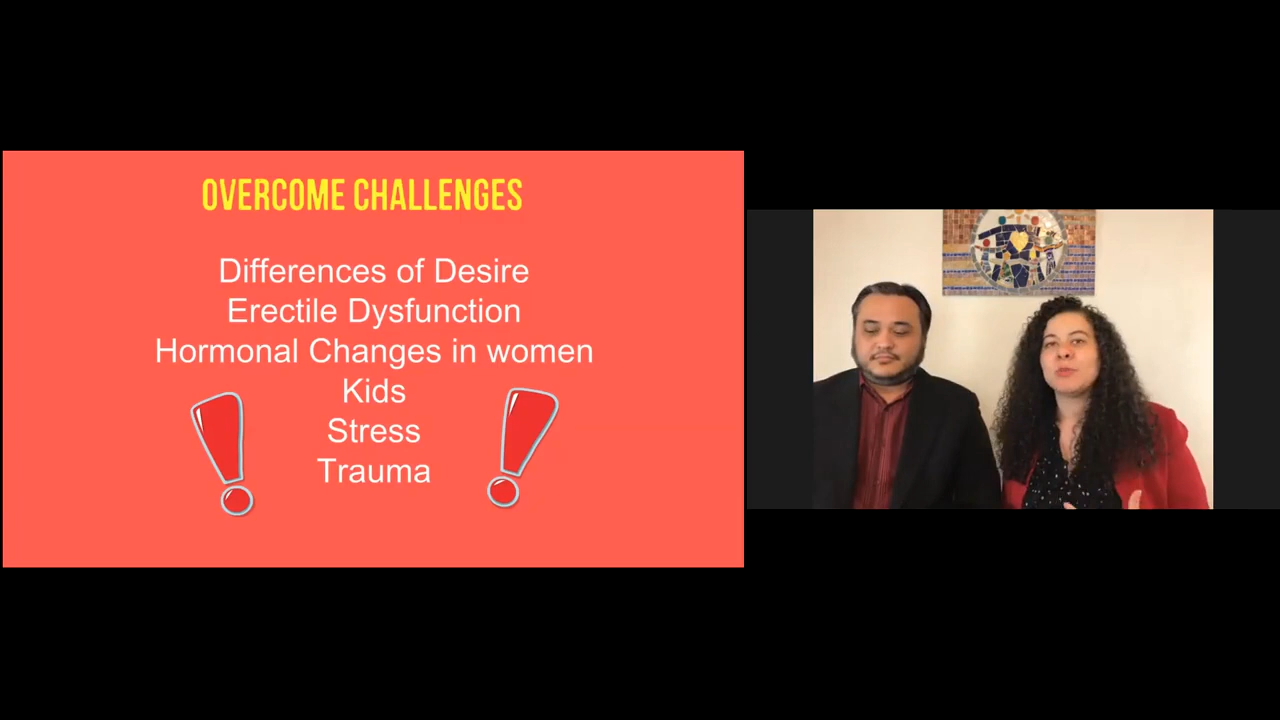 OVERCOME CHALLENGES
Differences of Desire
Erectile Dysfunction
Hormonal Changes in women
Kids
Stress
Trauma